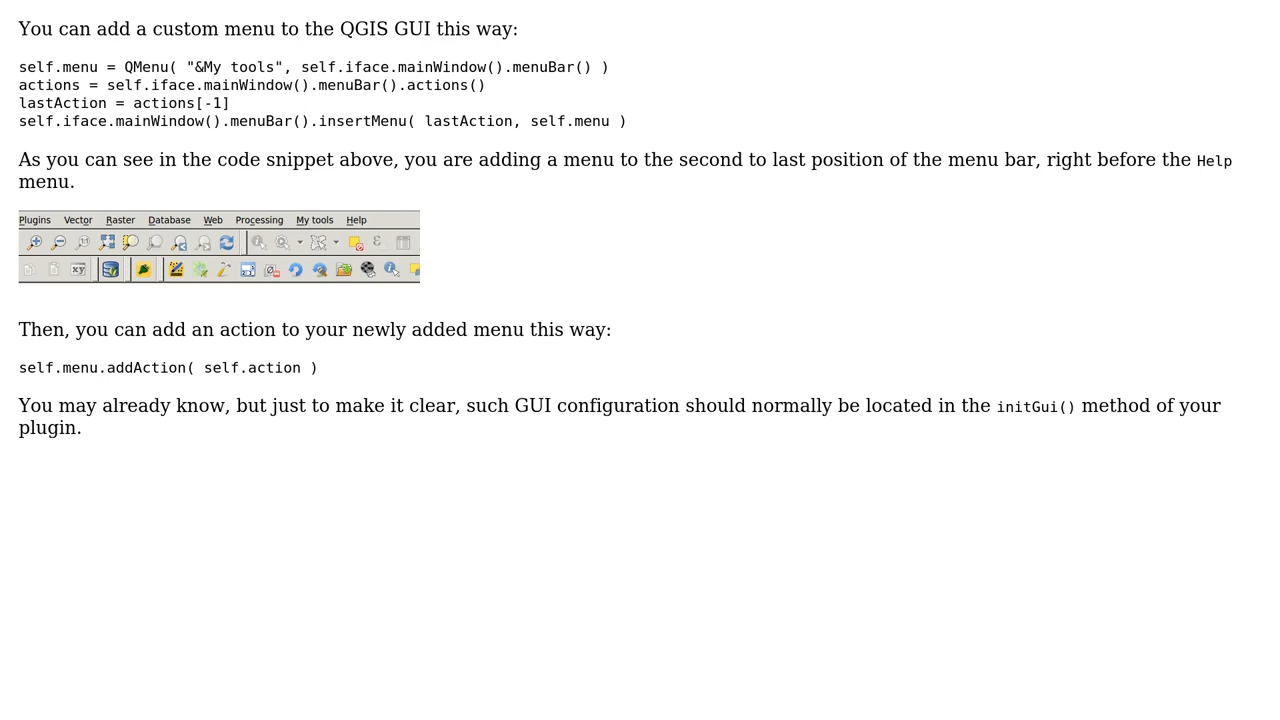 You can add a custom menu to the QGIS GUI this way:
self.menu = QMenu( "&My tools", self.iface.mainWindow().menuBar() )
actions = self.iface.mainWindow().menuBar().actions()
lastAction = actions[-1]
self.iface.mainWindow().menuBar().insertMenu( lastAction, self.menu )
As you can see in the code snippet above, you are adding a menu to the second to last position of the menu bar, right before the Help
menu.
Plugins Vector Raster Database Web Processing My tools Help
xy
Then, you can add an action to your newly added menu this way:
self.menu.addAction( self.action )
You may already know, but just to make it clear, such GUI configuration should normally be located in the initGui() method of your
plugin.